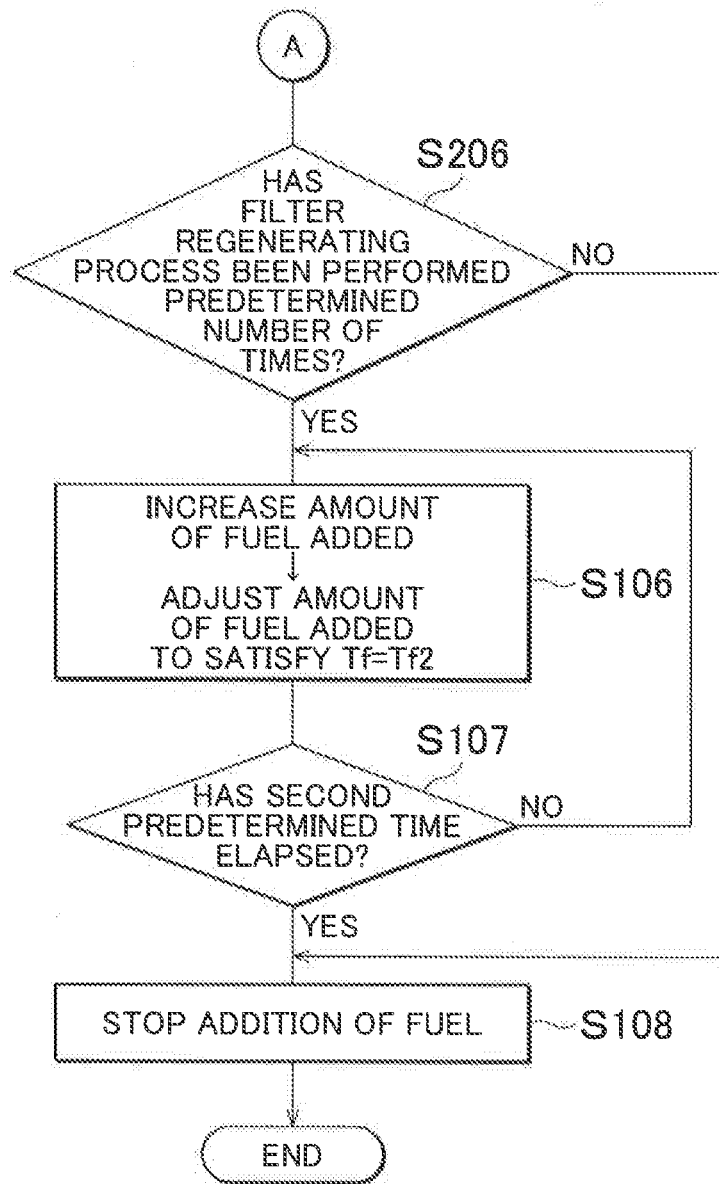 A
S206
HAS
FILTER
REGENERATING
PROCESS BEEN PERFORMED
PREDETERMINED
NUMBER OF
TIMES?
NO
YES
INCREASE AMOUNT
OF FUEL ADDED
↓
ADJUST AMOUNT
OF FUEL ADDED
TO SATISFY Tf=Tf2
S106
S107
HAS SECOND
PREDETERMINED TIME
ELAPSED?
NO
YES
STOP ADDITION OF FUEL
S108
END